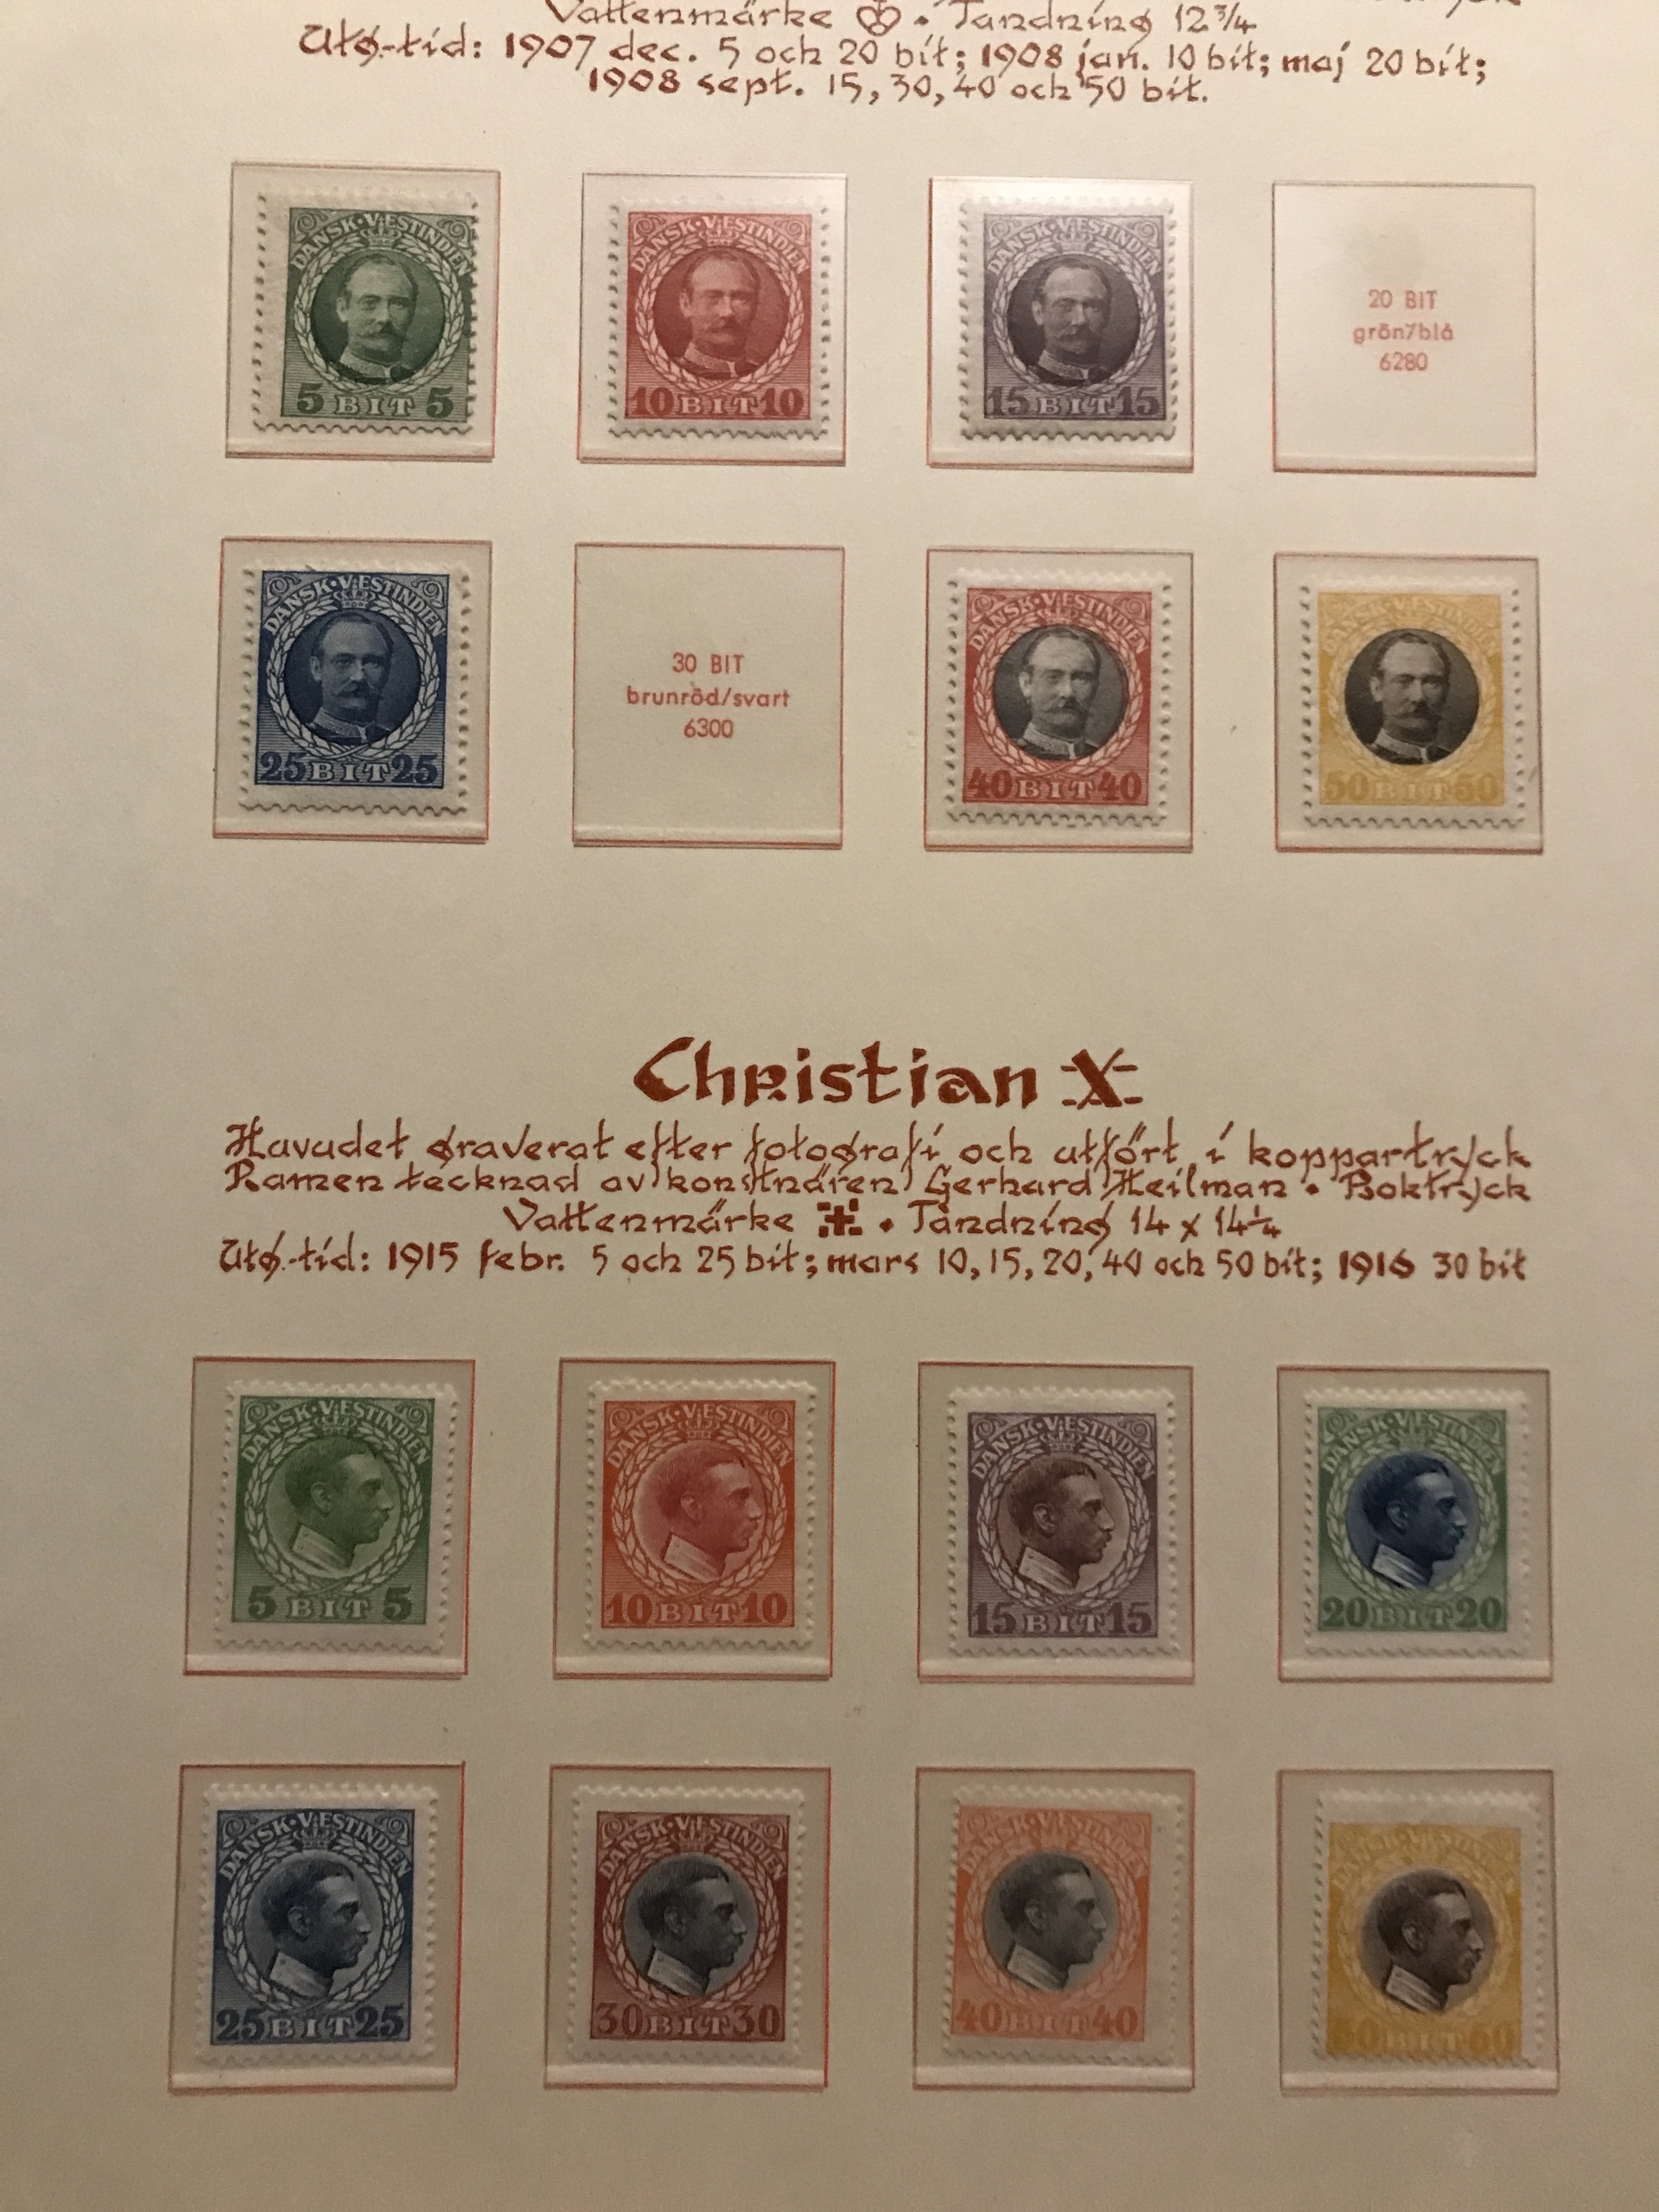 Vattenmärke • Tandning 12 3/4
Utg.-tid: 1907 dec. 5 och 20 bit; 1908 jan. 10 bit; maj 20 bit;
1908 sept. 15, 30, 40 och 50 bit.
DANSK·VESTINDIEN
5 BIT 5
DANSK·VESTINDIEN
10 BIT 10
DANSK·VESTINDIEN
15 BIT 15
20 BIT
grön/blå
6280
DANSK·VESTINDIEN
25 BIT 25
30 BIT
brunröd/svart
6300
DANSK·VESTINDIEN
40 BIT 40
DANSK·VESTINDIEN
50 BIT 50
Christian X
Huvudet graverat efter fotografi och utfört i koppartryck
Ramen tecknad av konstnären Gerhard Heilman • Boktryck
Vattenmärke • Tandning 14 x 14 1/4
Utg.-tid: 1915 febr. 5 och 25 bit; mars 10, 15, 20, 40 och 50 bit; 1916 30 bit
DANSK·VESTINDIEN
5 BIT 5
DANSK·VESTINDIEN
10 BIT 10
DANSK·VESTINDIEN
15 BIT 15
DANSK·VESTINDIEN
20 BIT 20
DANSK·VESTINDIEN
25 BIT 25
DANSK·VESTINDIEN
30 BIT 30
DANSK·VESTINDIEN
40 BIT 40
DANSK·VESTINDIEN
50 BIT 50